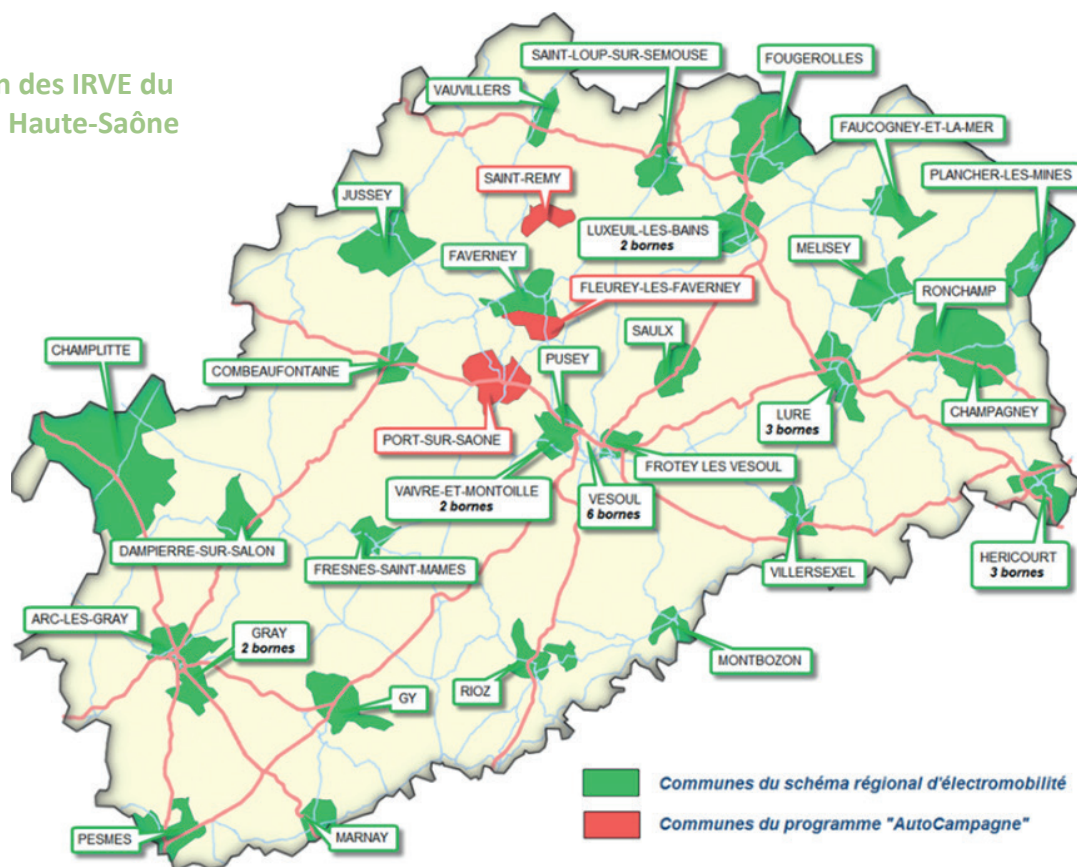 n des IRVE du
Haute-Saône
SAINT-LOUP-SUR-SEMOUSE
FOUGEROLLES
VAUVILLERS
FAUCOGNEY-ET-LA-MER
PLANCHER-LES-MINES
SAINT-REMY
JUSSEY
LUXEUIL-LES-BAINS
2 bornes
MELISEY
FAVERNEY
RONCHAMP
FLEUREY-LES-FAVERNEY
SAULX
CHAMPLITTE
PUSEY
COMBEAUFONTAINE
LURE
3 bornes
CHAMPAGNEY
PORT-SUR-SAONE
FROTEY LES VESOUL
VAIVRE-ET-MONTOILLE
2 bornes
VESOUL
6 bornes
DAMPIERRE-SUR-SALON
FRESNES-SAINT-MAMES
VILLERSEXEL
HERICOURT
3 bornes
ARC-LES-GRAY
GRAY
2 bornes
MONTBOZON
RIOZ
GY
Communes du schéma régional d'électromobilité
Communes du programme "AutoCampagne"
PESMES
MARNAY